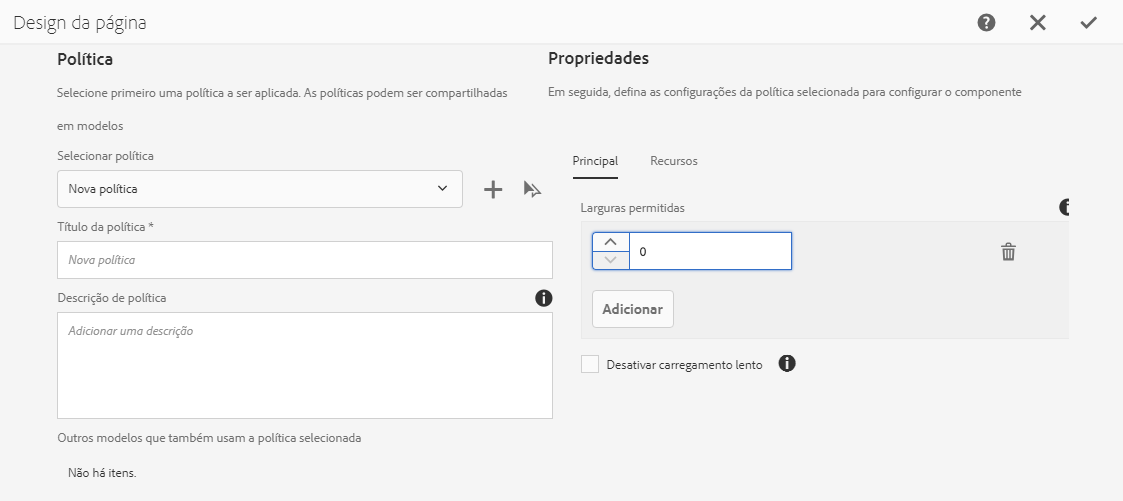 Design da página
Política
Selecione primeiro uma política a ser aplicada. As políticas podem ser compartilhadas
em modelos
Selecionar política
Nova política
Título da política *
Nova política
Descrição de política
Adicionar uma descrição
Outros modelos que também usam a política selecionada
Não há itens.
Propriedades
Em seguida, defina as configurações da política selecionada para configurar o componente
Principal Recursos
Larguras permitidas
0
Adicionar
Desativar carregamento lento